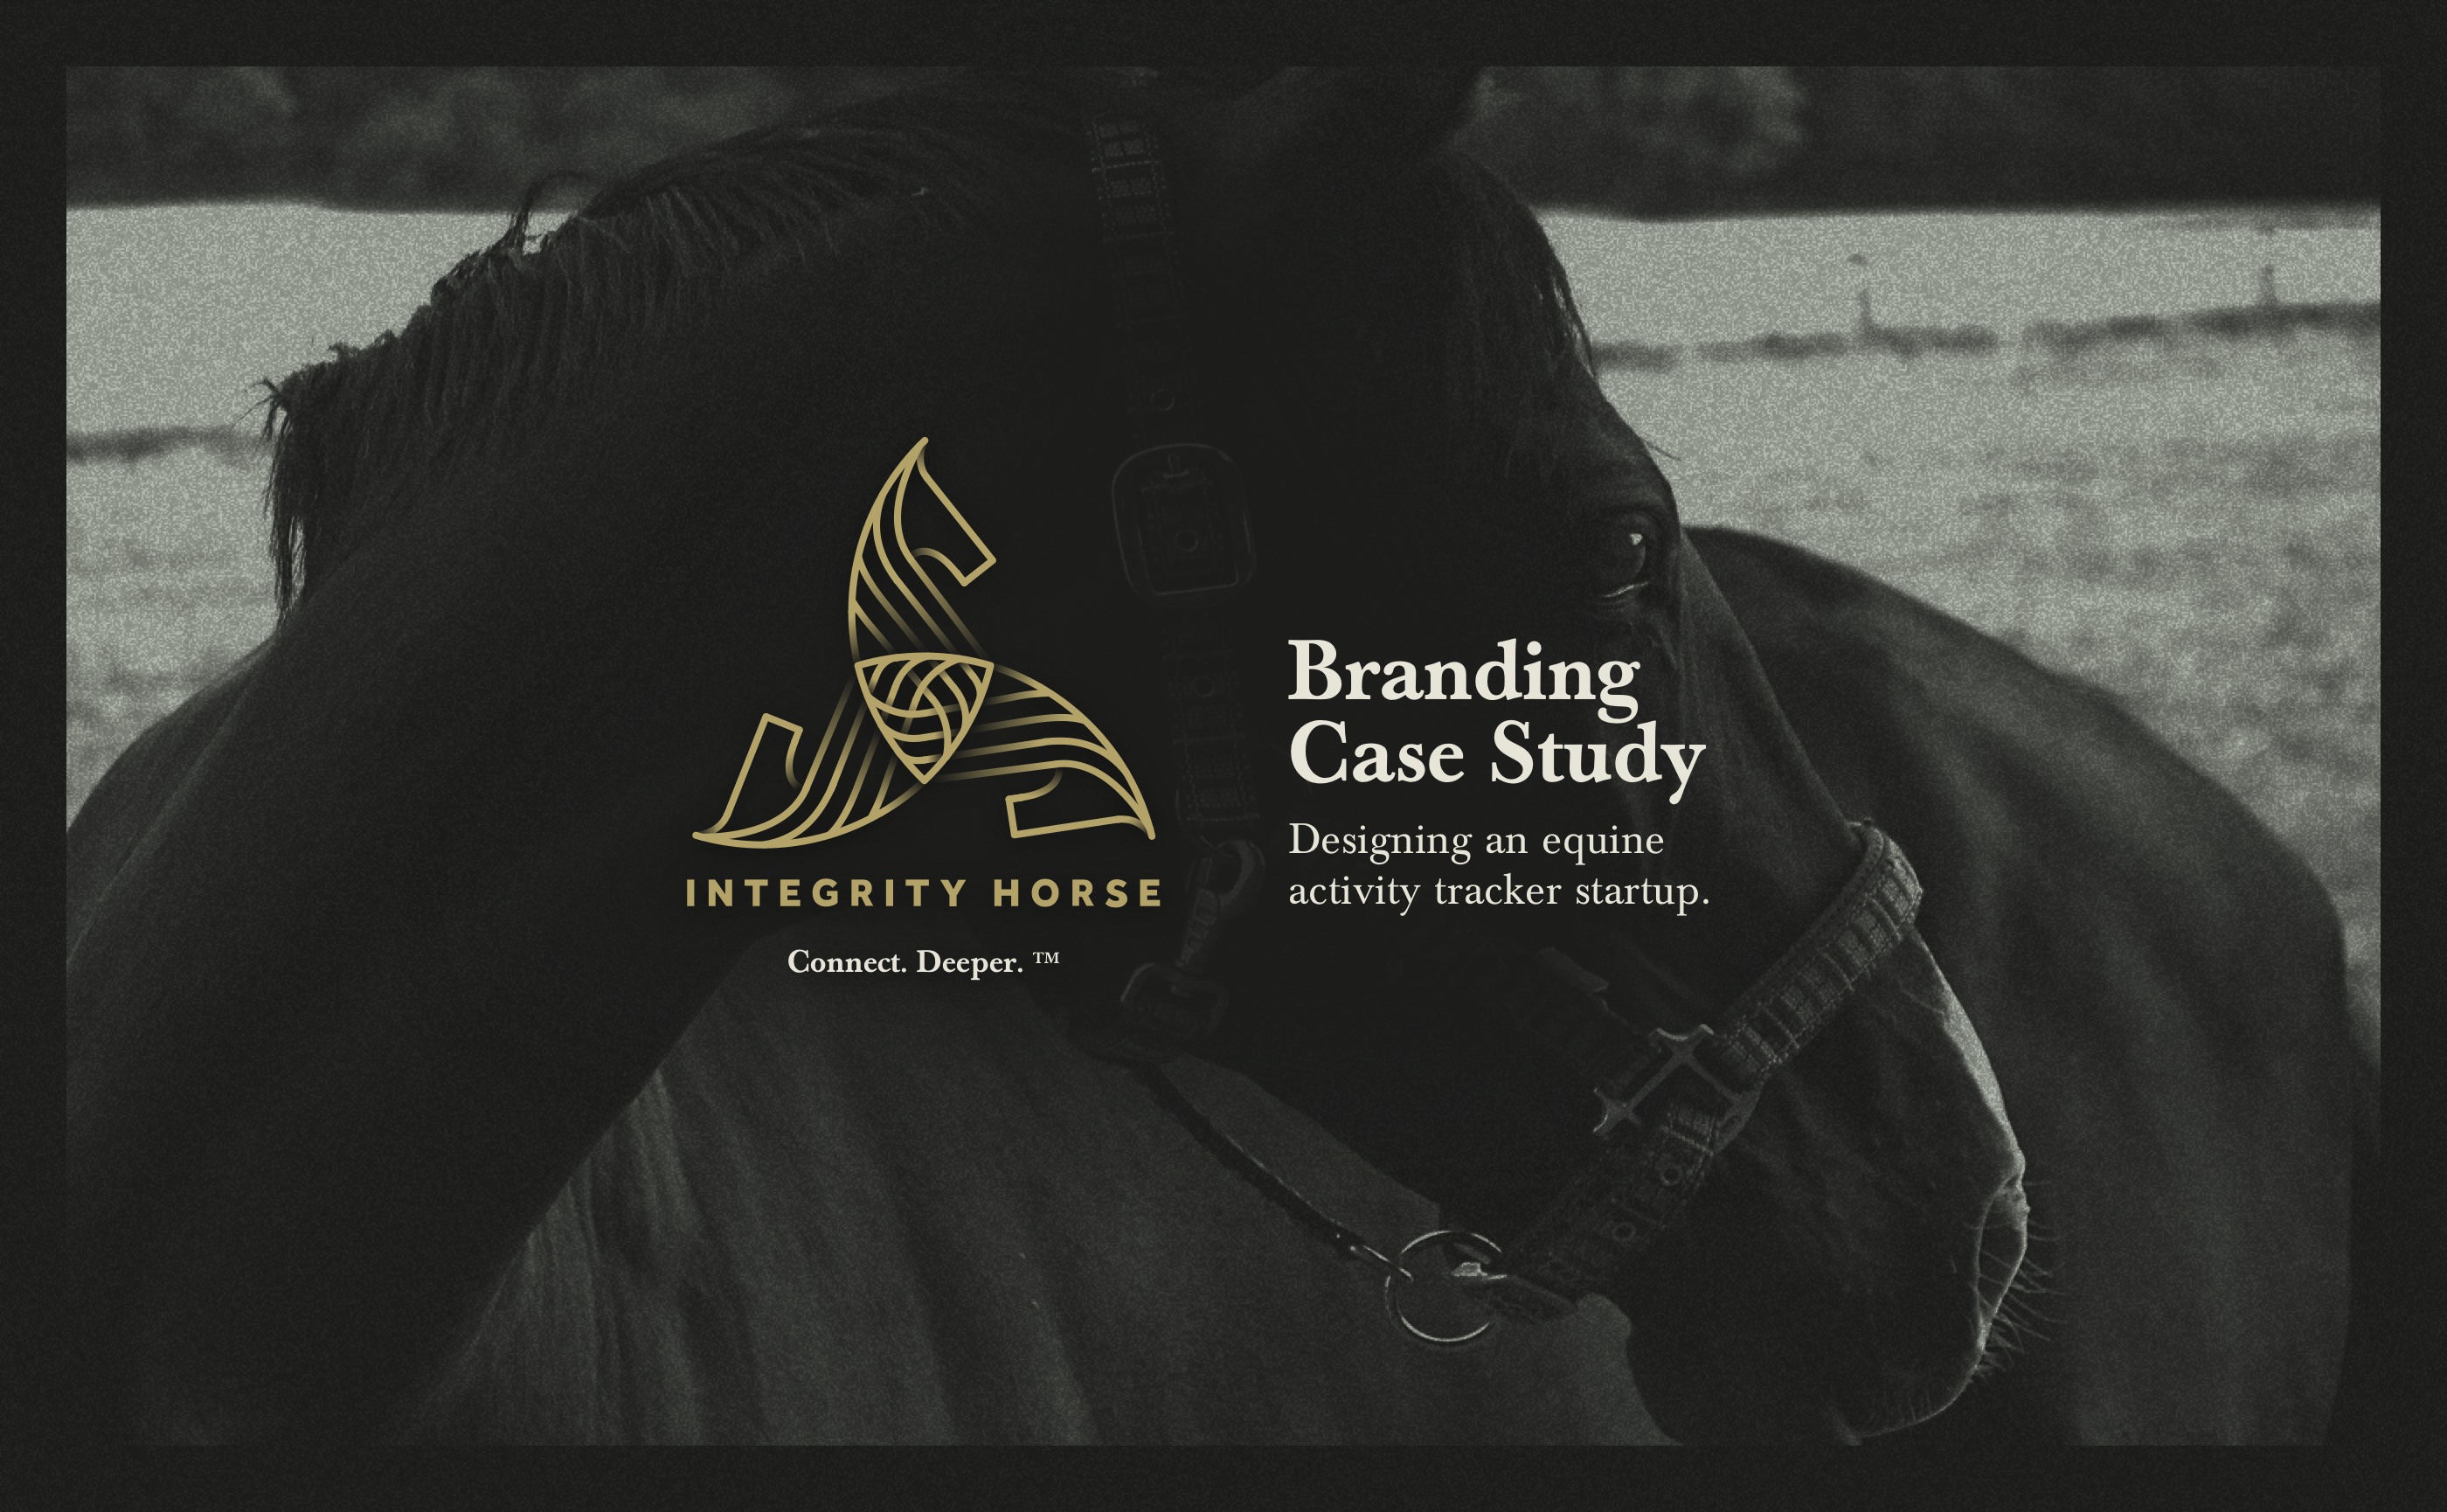 INTEGRITY HORSE
Connect. Deeper. ™
Branding
Case Study
Designing an equine
activity tracker startup.